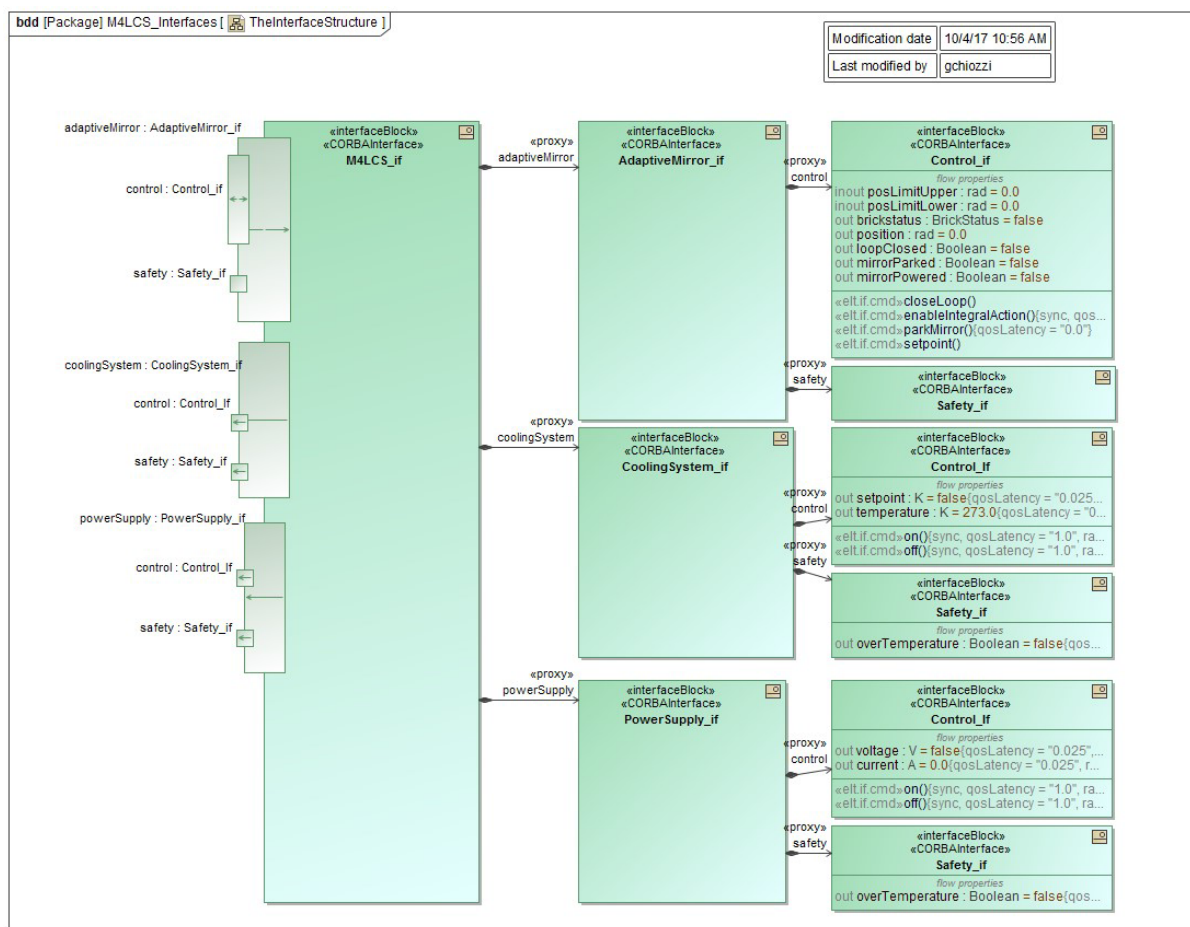 bdd [Package] M4LCS_Interfaces [ TheInterfaceStructure ]
Modification date 10/4/17 10:56 AM
Last modified by gchiozzi
adaptiveMirror : AdaptiveMirror_if
control : Control_if
safety : Safety_if
coolingSystem : CoolingSystem_if
control : Control_If
safety : Safety_if
powerSupply : PowerSupply_if
control : Control_If
safety : Safety_if
«interfaceBlock»
«CORBAInterface»
M4LCS_if
«proxy»
adaptiveMirror
«proxy»
coolingSystem
«proxy»
powerSupply
«interfaceBlock»
«CORBAInterface»
AdaptiveMirror_if
«proxy»
control
«proxy»
safety
«interfaceBlock»
«CORBAInterface»
Control_if
flow properties
inout posLimitUpper : rad = 0.0
inout posLimitLower : rad = 0.0
out brickstatus : BrickStatus = false
out position : rad = 0.0
out loopClosed : Boolean = false
out mirrorParked : Boolean = false
out mirrorPowered : Boolean = false
«elt.if.cmd»closeLoop()
«elt.if.cmd»enableIntegralAction(){sync, qos...
«elt.if.cmd»parkMirror(){qosLatency = "0.0"}
«elt.if.cmd»setpoint()
«interfaceBlock»
«CORBAInterface»
Safety_if
«interfaceBlock»
«CORBAInterface»
CoolingSystem_if
«proxy»
control
«proxy»
safety
«interfaceBlock»
«CORBAInterface»
Control_If
flow properties
out setpoint : K = false{qosLatency = "0.025...
out temperature : K = 273.0{qosLatency = "0...
«elt.if.cmd»on(){sync, qosLatency = "1.0", ra...
«elt.if.cmd»off(){sync, qosLatency = "1.0", ra...
«interfaceBlock»
«CORBAInterface»
Safety_if
flow properties
out overTemperature : Boolean = false{qos...
«interfaceBlock»
«CORBAInterface»
PowerSupply_if
«proxy»
control
«proxy»
safety
«interfaceBlock»
«CORBAInterface»
Control_If
flow properties
out voltage : V = false{qosLatency = "0.025",...
out current : A = 0.0{qosLatency = "0.025", r...
«elt.if.cmd»on(){sync, qosLatency = "1.0", ra...
«elt.if.cmd»off(){sync, qosLatency = "1.0", ra...
«interfaceBlock»
«CORBAInterface»
Safety_if
flow properties
out overTemperature : Boolean = false{qos...